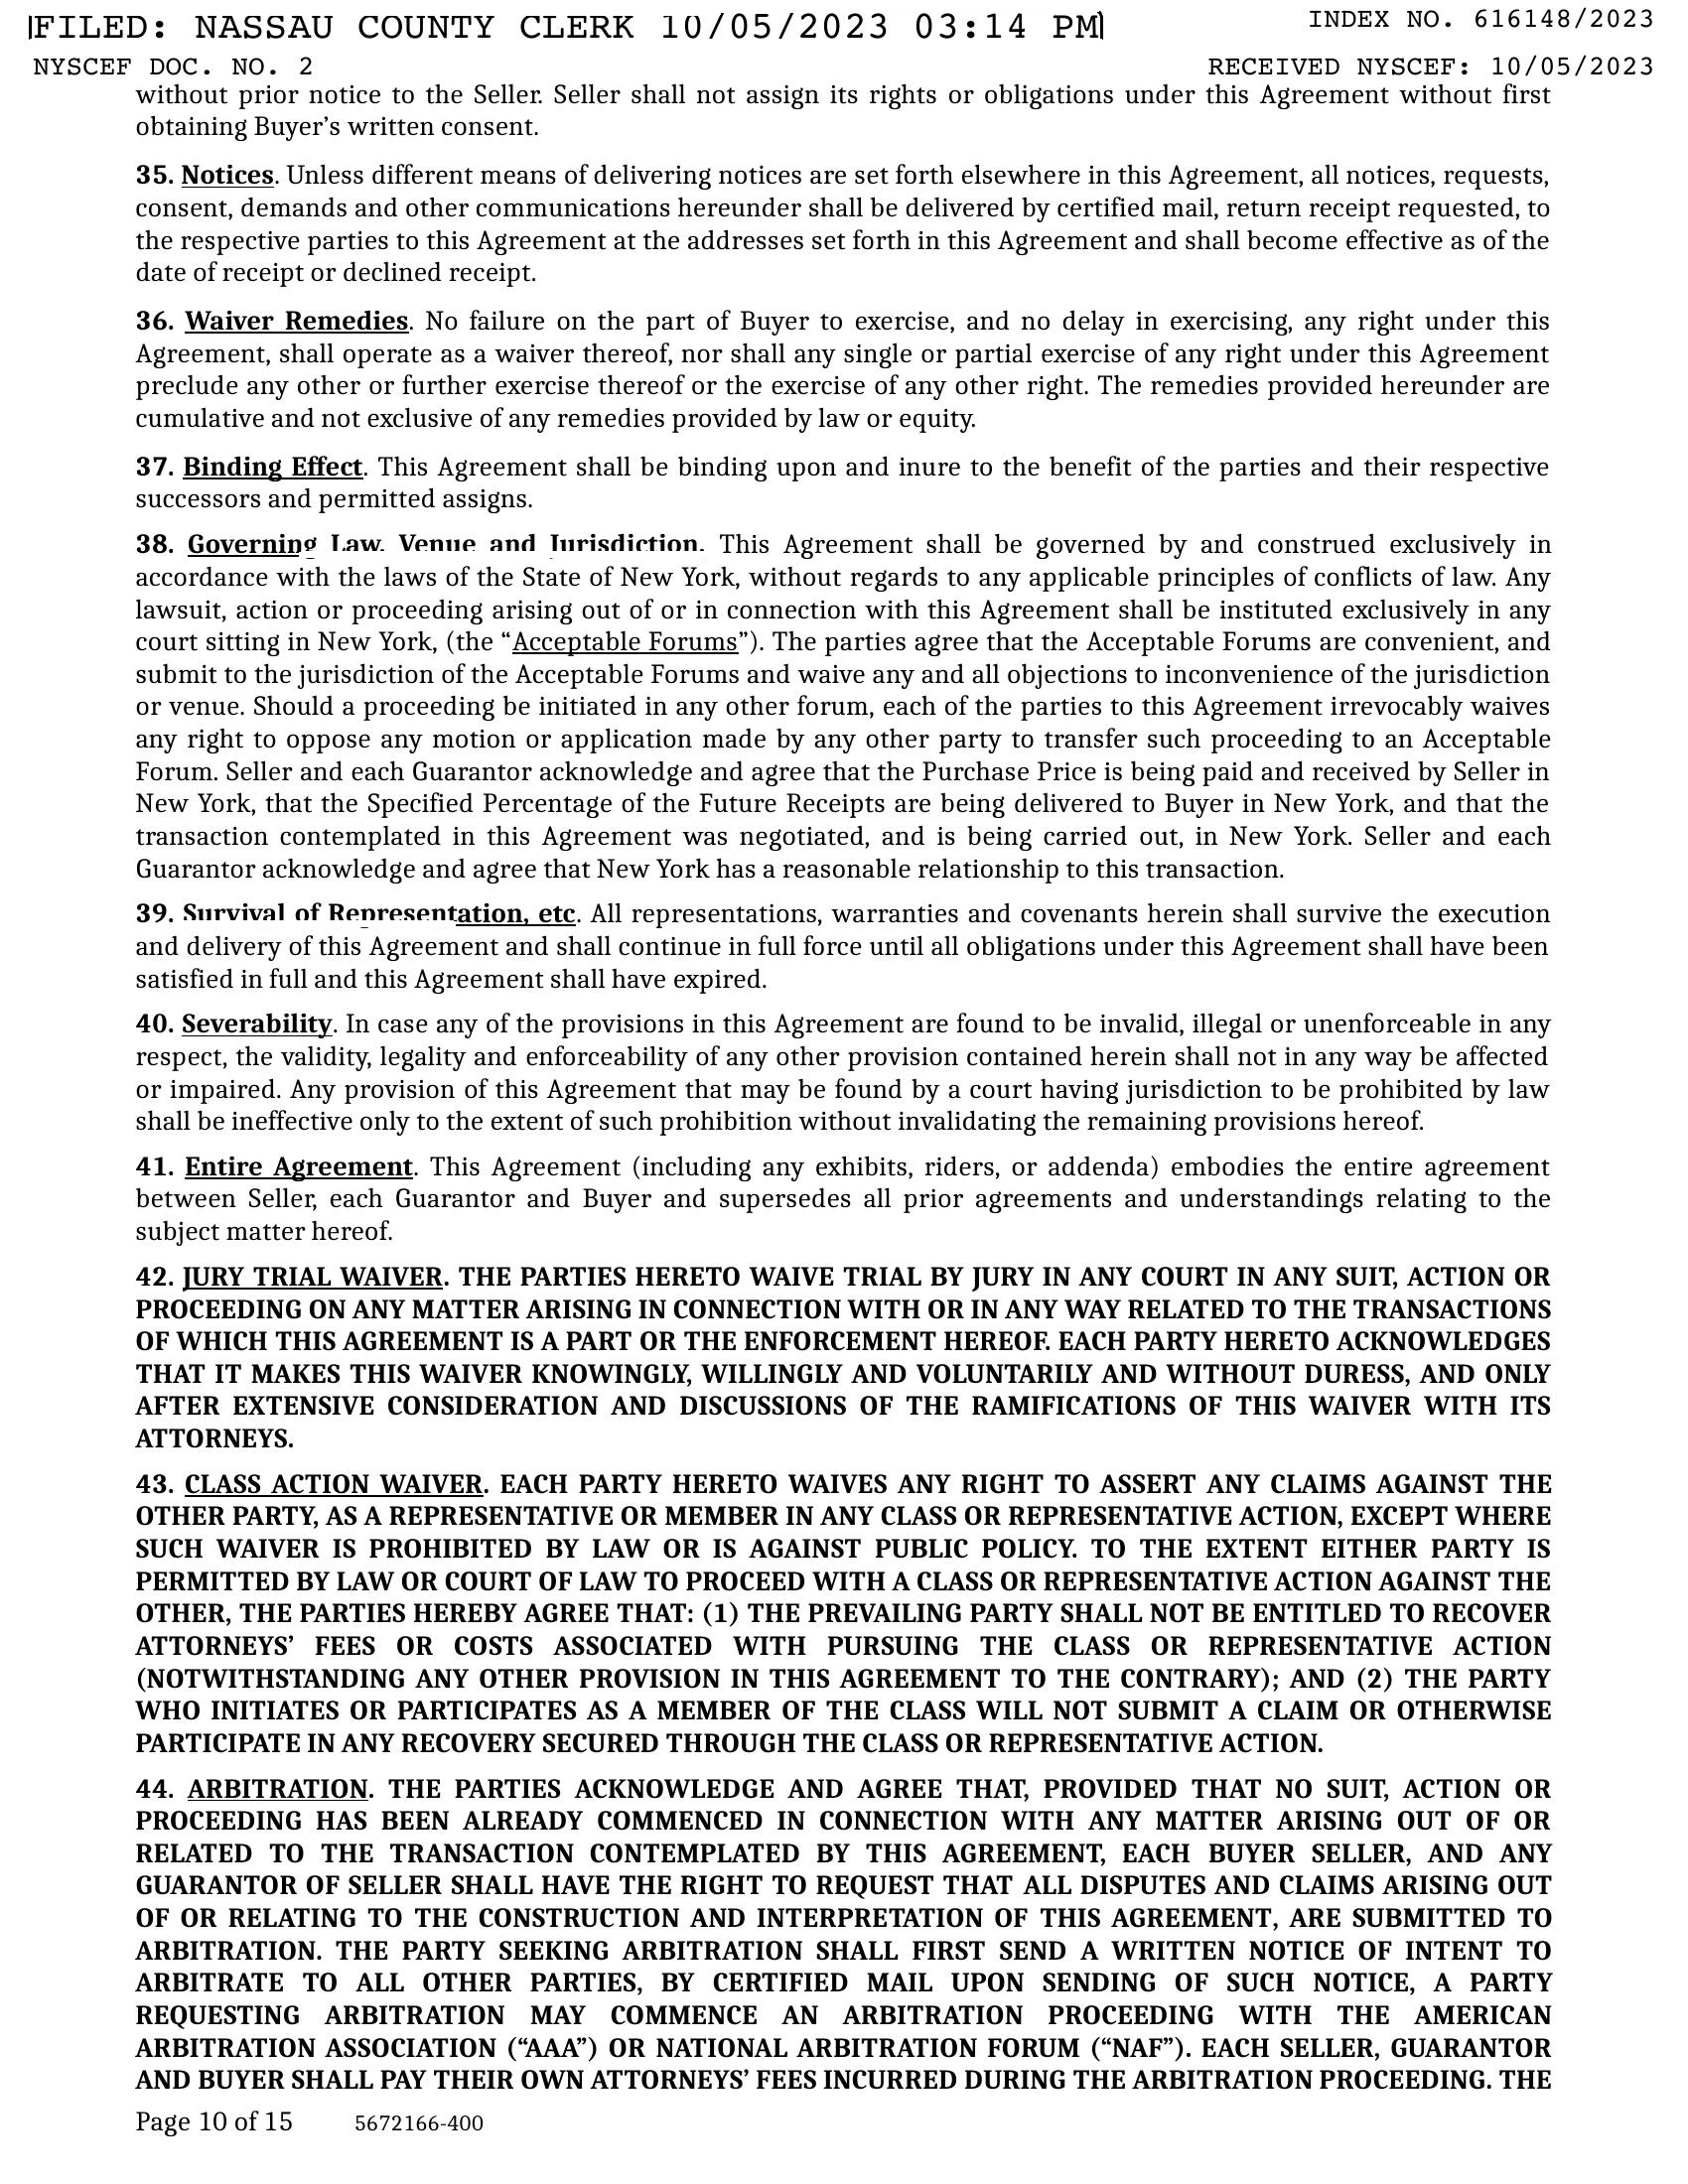 FILED: NASSAU COUNTY CLERK 10/05/2023 03:14 PM
INDEX NO. 616148/2023
NYSCEF DOC. NO. 2
RECEIVED NYSCEF: 10/05/2023
without prior notice to the Seller. Seller shall not assign its rights or obligations under this Agreement without first
obtaining Buyer’s written consent.
35. Notices. Unless different means of delivering notices are set forth elsewhere in this Agreement, all notices, requests,
consent, demands and other communications hereunder shall be delivered by certified mail, return receipt requested, to
the respective parties to this Agreement at the addresses set forth in this Agreement and shall become effective as of the
date of receipt or declined receipt.
36. Waiver Remedies. No failure on the part of Buyer to exercise, and no delay in exercising, any right under this
Agreement, shall operate as a waiver thereof, nor shall any single or partial exercise of any right under this Agreement
preclude any other or further exercise thereof or the exercise of any other right. The remedies provided hereunder are
cumulative and not exclusive of any remedies provided by law or equity.
37. Binding Effect. This Agreement shall be binding upon and inure to the benefit of the parties and their respective
successors and permitted assigns.
38. Governing Law, Venue and Jurisdiction. This Agreement shall be governed by and construed exclusively in
accordance with the laws of the State of New York, without regards to any applicable principles of conflicts of law. Any
lawsuit, action or proceeding arising out of or in connection with this Agreement shall be instituted exclusively in any
court sitting in New York, (the “Acceptable Forums”). The parties agree that the Acceptable Forums are convenient, and
submit to the jurisdiction of the Acceptable Forums and waive any and all objections to inconvenience of the jurisdiction
or venue. Should a proceeding be initiated in any other forum, each of the parties to this Agreement irrevocably waives
any right to oppose any motion or application made by any other party to transfer such proceeding to an Acceptable
Forum. Seller and each Guarantor acknowledge and agree that the Purchase Price is being paid and received by Seller in
New York, that the Specified Percentage of the Future Receipts are being delivered to Buyer in New York, and that the
transaction contemplated in this Agreement was negotiated, and is being carried out, in New York. Seller and each
Guarantor acknowledge and agree that New York has a reasonable relationship to this transaction.
39. Survival of Representation, etc. All representations, warranties and covenants herein shall survive the execution
and delivery of this Agreement and shall continue in full force until all obligations under this Agreement shall have been
satisfied in full and this Agreement shall have expired.
40. Severability. In case any of the provisions in this Agreement are found to be invalid, illegal or unenforceable in any
respect, the validity, legality and enforceability of any other provision contained herein shall not in any way be affected
or impaired. Any provision of this Agreement that may be found by a court having jurisdiction to be prohibited by law
shall be ineffective only to the extent of such prohibition without invalidating the remaining provisions hereof.
41. Entire Agreement. This Agreement (including any exhibits, riders, or addenda) embodies the entire agreement
between Seller, each Guarantor and Buyer and supersedes all prior agreements and understandings relating to the
subject matter hereof.
42. JURY TRIAL WAIVER. THE PARTIES HERETO WAIVE TRIAL BY JURY IN ANY COURT IN ANY SUIT, ACTION OR
PROCEEDING ON ANY MATTER ARISING IN CONNECTION WITH OR IN ANY WAY RELATED TO THE TRANSACTIONS
OF WHICH THIS AGREEMENT IS A PART OR THE ENFORCEMENT HEREOF. EACH PARTY HERETO ACKNOWLEDGES
THAT IT MAKES THIS WAIVER KNOWINGLY, WILLINGLY AND VOLUNTARILY AND WITHOUT DURESS, AND ONLY
AFTER EXTENSIVE CONSIDERATION AND DISCUSSIONS OF THE RAMIFICATIONS OF THIS WAIVER WITH ITS
ATTORNEYS.
43. CLASS ACTION WAIVER. EACH PARTY HERETO WAIVES ANY RIGHT TO ASSERT ANY CLAIMS AGAINST THE
OTHER PARTY, AS A REPRESENTATIVE OR MEMBER IN ANY CLASS OR REPRESENTATIVE ACTION, EXCEPT WHERE
SUCH WAIVER IS PROHIBITED BY LAW OR IS AGAINST PUBLIC POLICY. TO THE EXTENT EITHER PARTY IS
PERMITTED BY LAW OR COURT OF LAW TO PROCEED WITH A CLASS OR REPRESENTATIVE ACTION AGAINST THE
OTHER, THE PARTIES HEREBY AGREE THAT: (1) THE PREVAILING PARTY SHALL NOT BE ENTITLED TO RECOVER
ATTORNEYS’ FEES OR COSTS ASSOCIATED WITH PURSUING THE CLASS OR REPRESENTATIVE ACTION
(NOTWITHSTANDING ANY OTHER PROVISION IN THIS AGREEMENT TO THE CONTRARY); AND (2) THE PARTY
WHO INITIATES OR PARTICIPATES AS A MEMBER OF THE CLASS WILL NOT SUBMIT A CLAIM OR OTHERWISE
PARTICIPATE IN ANY RECOVERY SECURED THROUGH THE CLASS OR REPRESENTATIVE ACTION.
44. ARBITRATION. THE PARTIES ACKNOWLEDGE AND AGREE THAT, PROVIDED THAT NO SUIT, ACTION OR
PROCEEDING HAS BEEN ALREADY COMMENCED IN CONNECTION WITH ANY MATTER ARISING OUT OF OR
RELATED TO THE TRANSACTION CONTEMPLATED BY THIS AGREEMENT, EACH BUYER SELLER, AND ANY
GUARANTOR OF SELLER SHALL HAVE THE RIGHT TO REQUEST THAT ALL DISPUTES AND CLAIMS ARISING OUT
OF OR RELATING TO THE CONSTRUCTION AND INTERPRETATION OF THIS AGREEMENT, ARE SUBMITTED TO
ARBITRATION. THE PARTY SEEKING ARBITRATION SHALL FIRST SEND A WRITTEN NOTICE OF INTENT TO
ARBITRATE TO ALL OTHER PARTIES, BY CERTIFIED MAIL UPON SENDING OF SUCH NOTICE, A PARTY
REQUESTING ARBITRATION MAY COMMENCE AN ARBITRATION PROCEEDING WITH THE AMERICAN
ARBITRATION ASSOCIATION (“AAA”) OR NATIONAL ARBITRATION FORUM (“NAF”). EACH SELLER, GUARANTOR
AND BUYER SHALL PAY THEIR OWN ATTORNEYS’ FEES INCURRED DURING THE ARBITRATION PROCEEDING. THE
Page 10 of 15 5672166-400